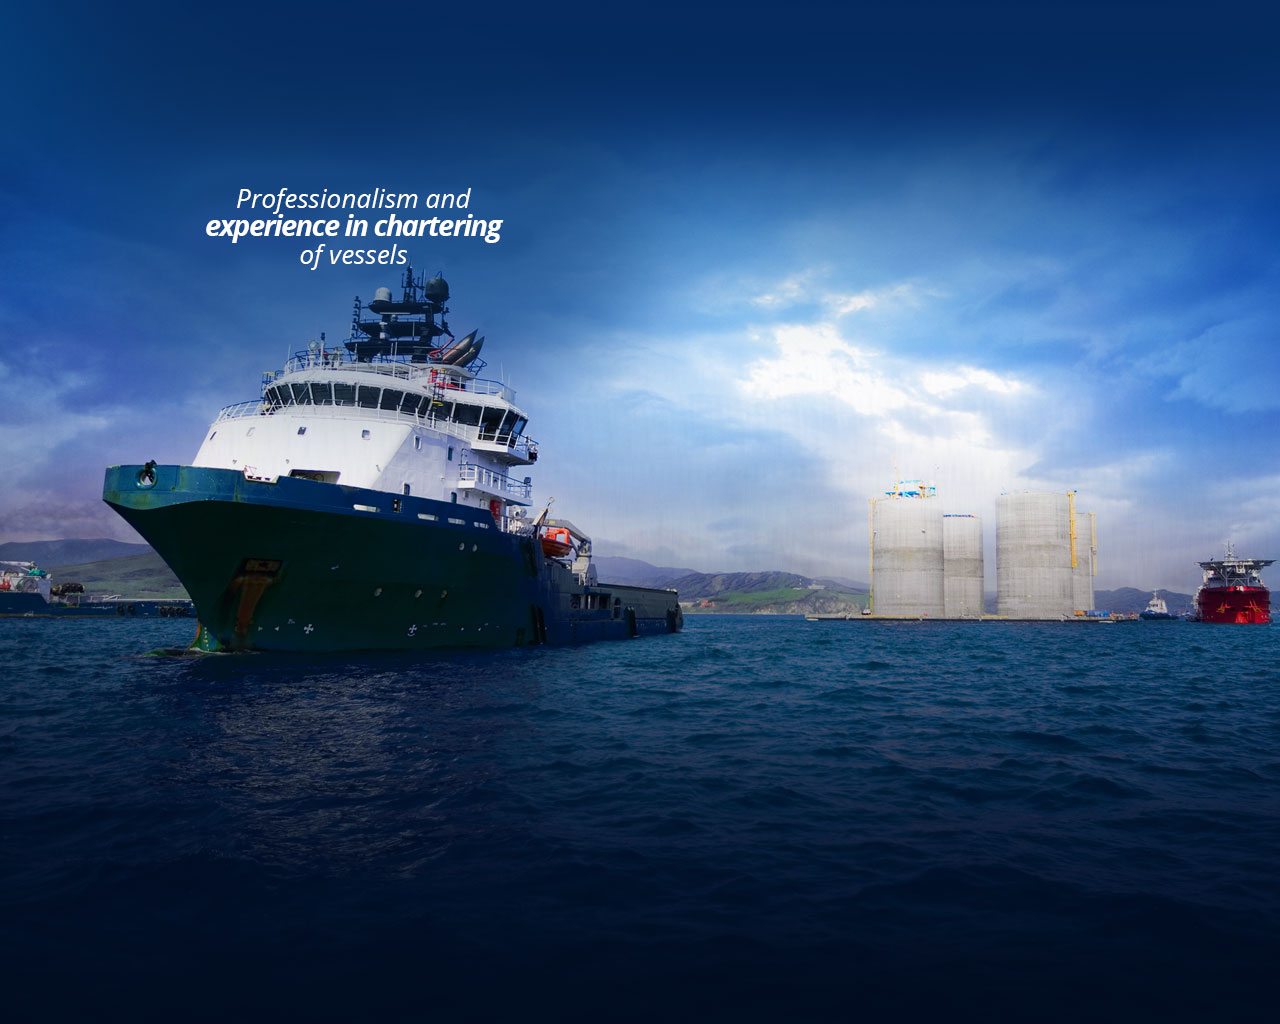 Professionalism and
experience in chartering
of vessels